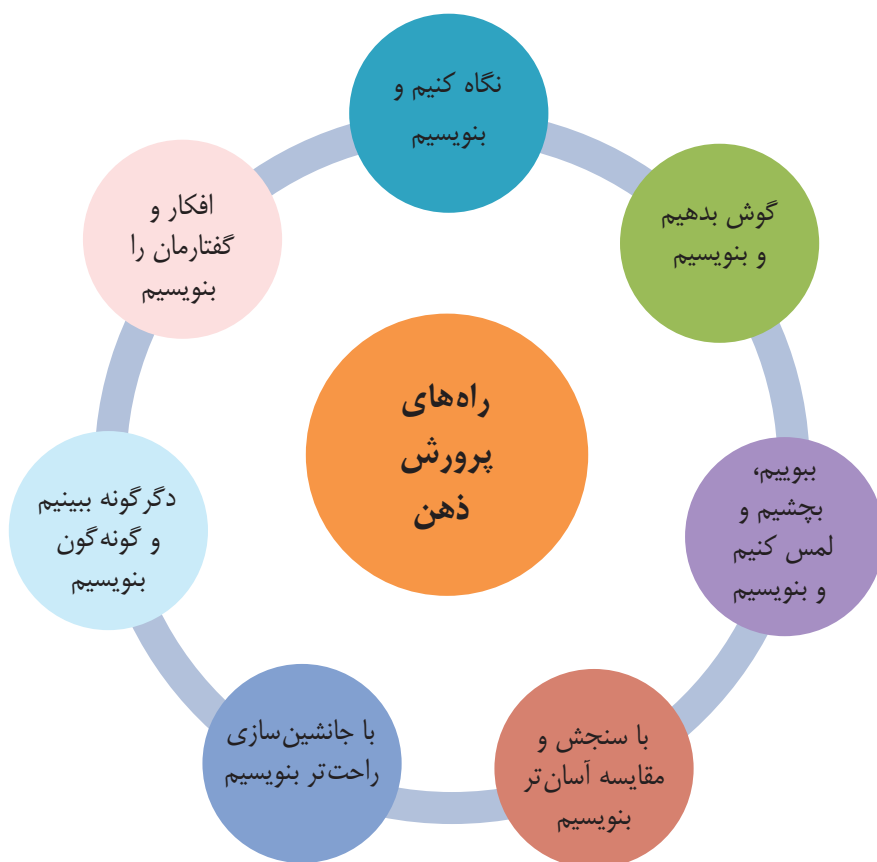 راه‌های
پرورش
ذهن
نگاه کنیم و
بنویسیم
گوش بدهیم
و بنویسیم
ببوییم،
بچشیم و
لمس کنیم
و بنویسیم
با سنجش و
مقایسه آسان‌تر
بنویسیم
با جانشین‌سازی
راحت‌تر بنویسیم
دگرگونه ببینیم
و گونه‌گون
بنویسیم
افکار و
گفتارمان را
بنویسیم